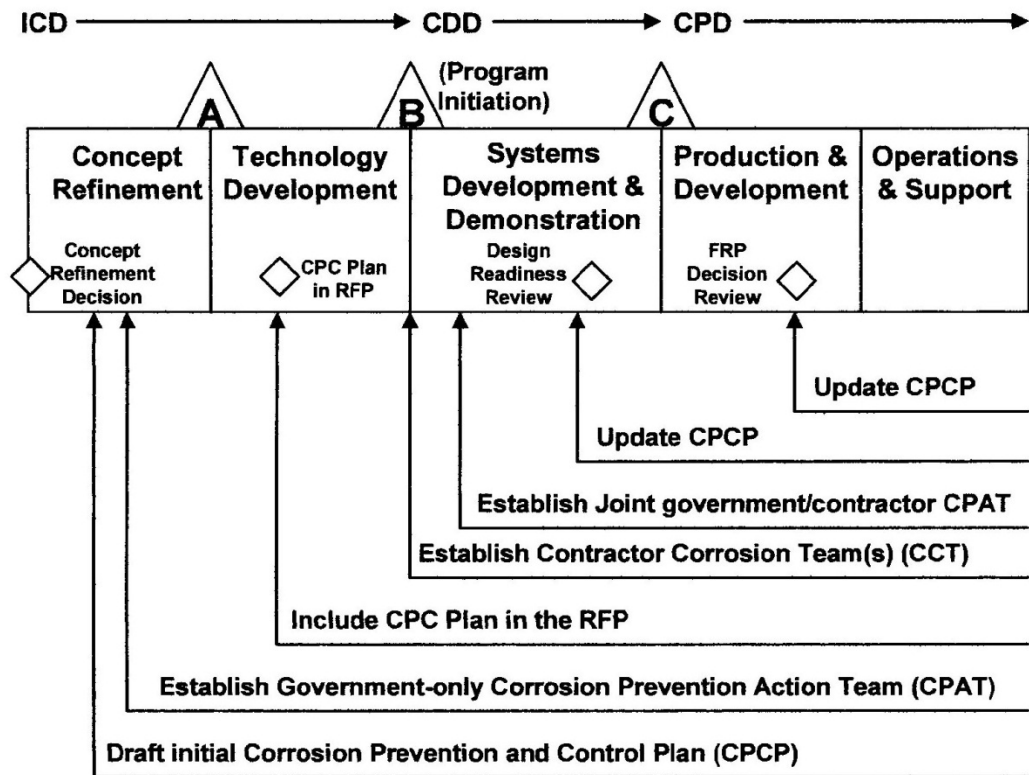 ICD CDD CPD
(Program
Initiation)
A B C
Concept
Refinement
Technology
Development
Systems
Development &
Demonstration
Production &
Development
Operations
& Support
Concept
Refinement
Decision
CPC Plan
in RFP
Design
Readiness
Review
FRP
Decision
Review
Update CPCP
Update CPCP
Establish Joint government/contractor CPAT
Establish Contractor Corrosion Team(s) (CCT)
Include CPC Plan in the RFP
Establish Government-only Corrosion Prevention Action Team (CPAT)
Draft initial Corrosion Prevention and Control Plan (CPCP)